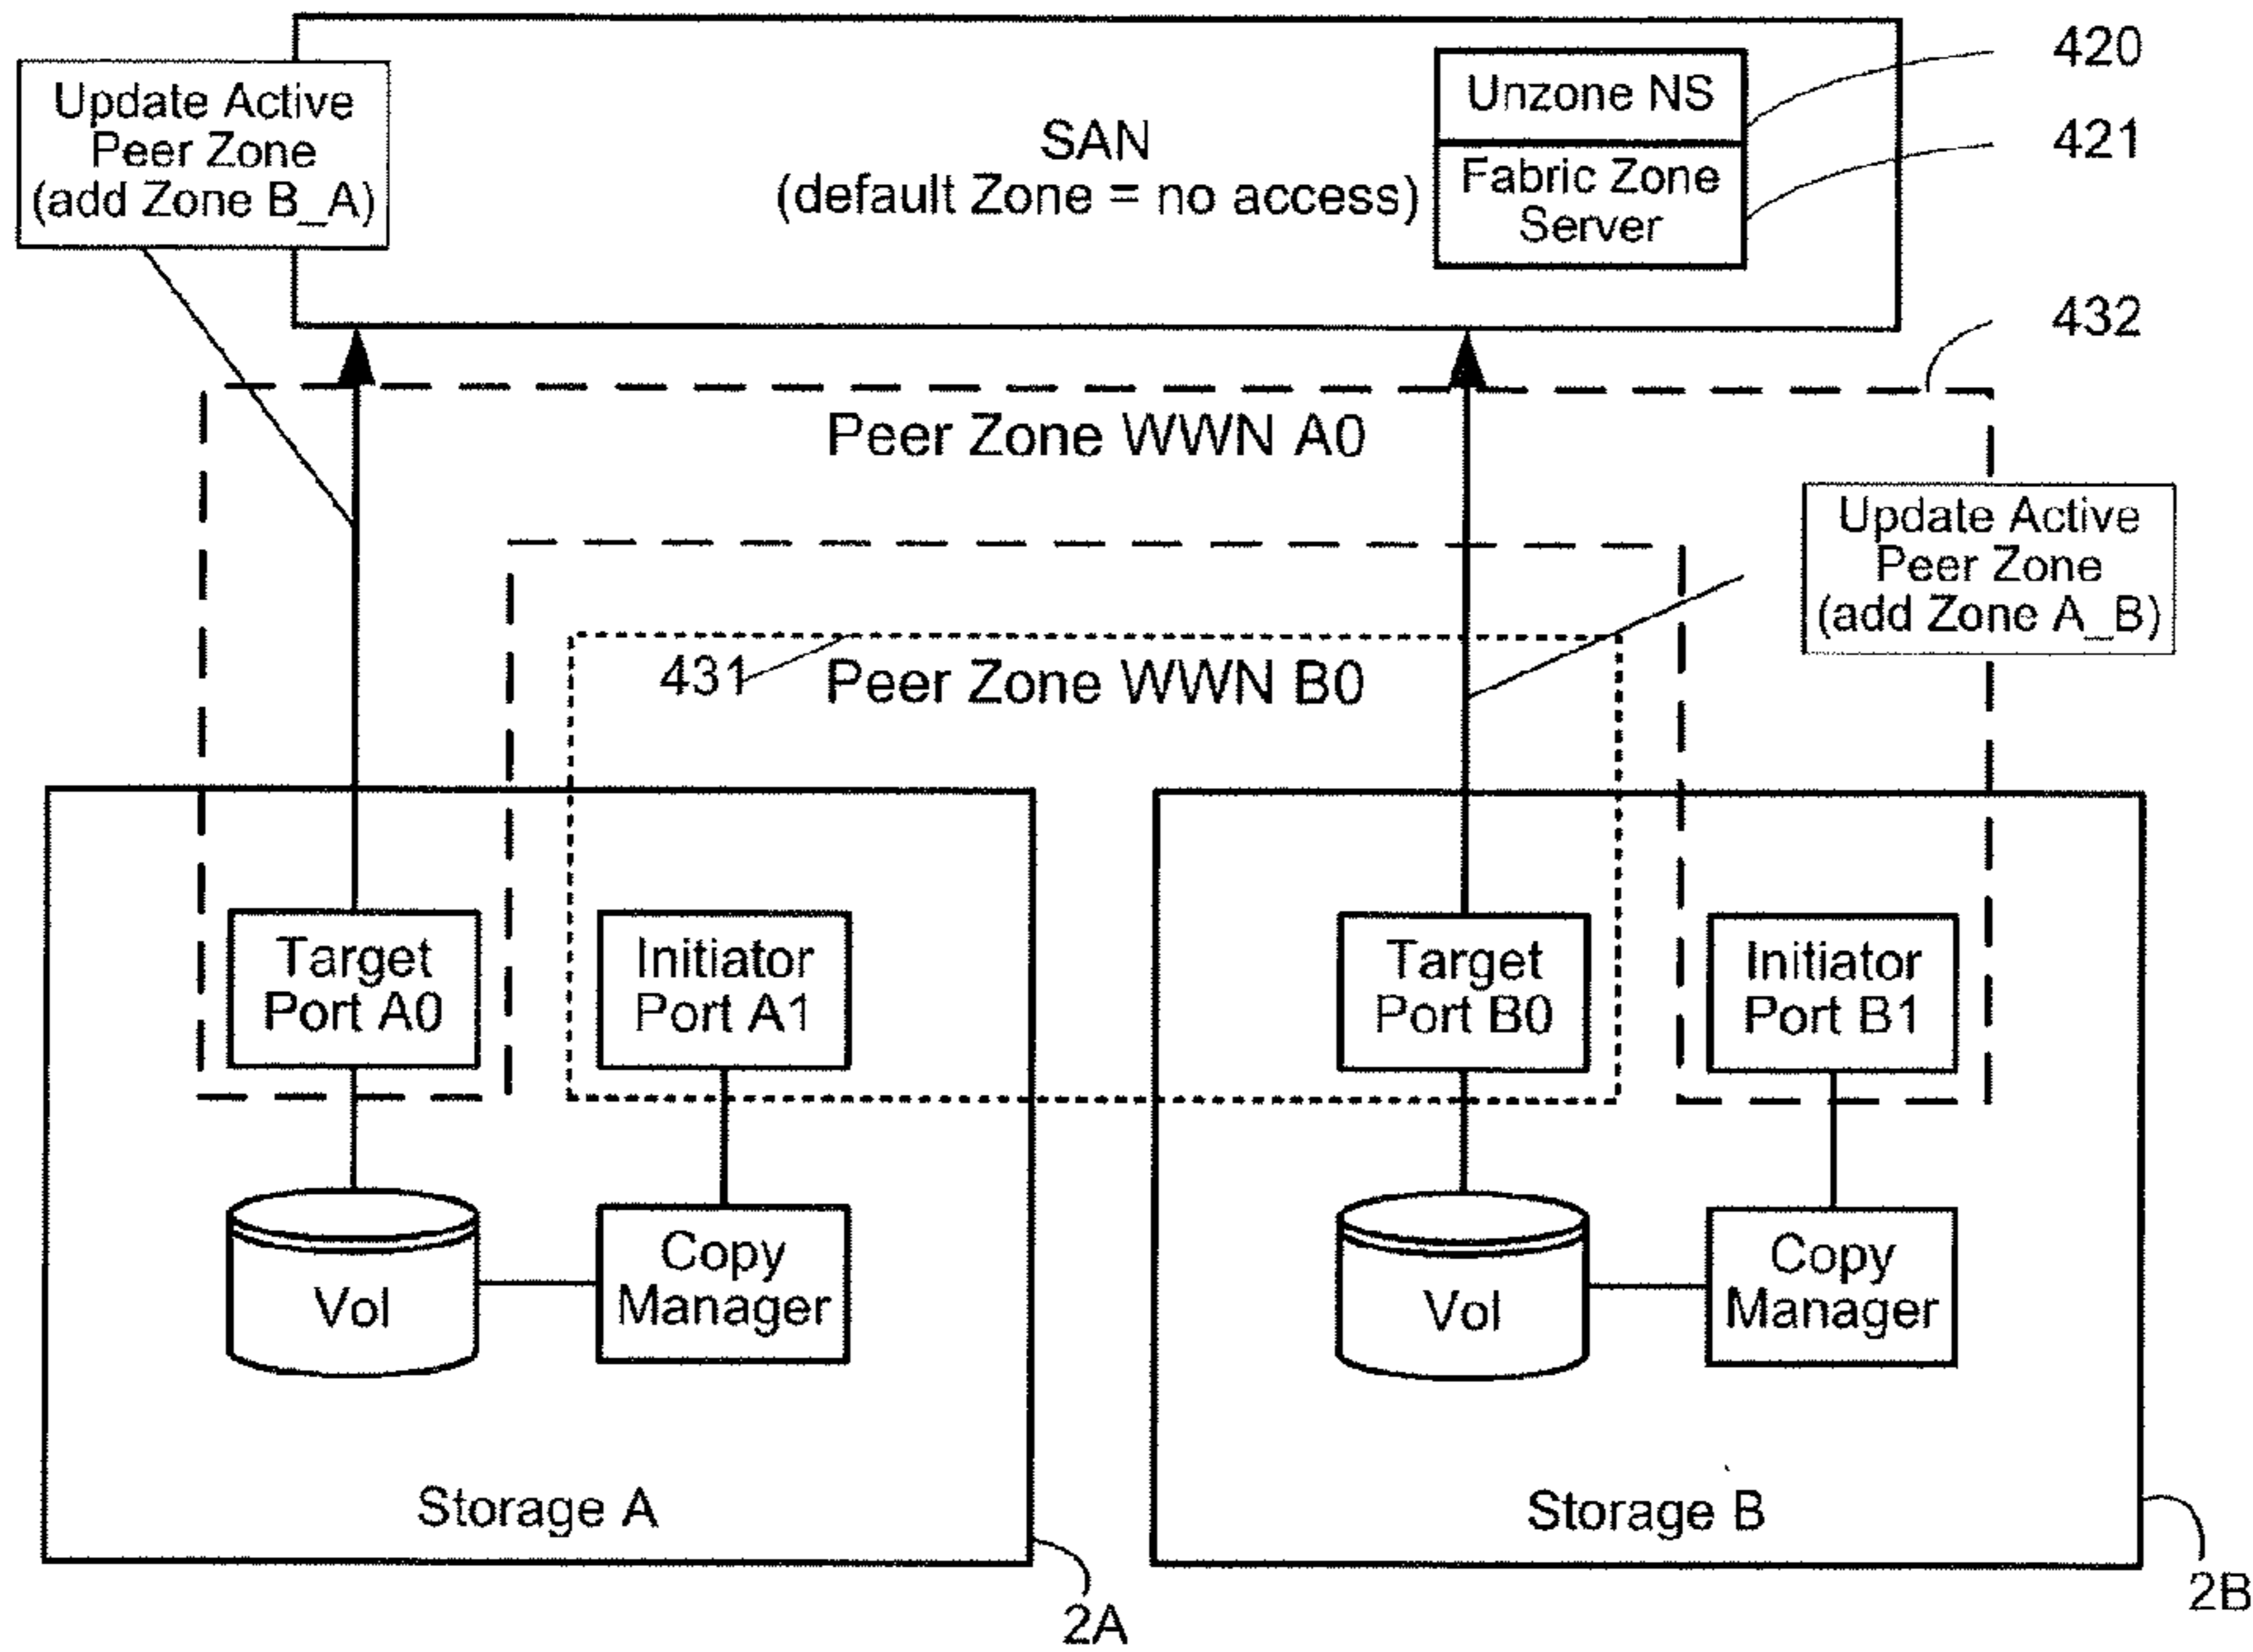 420
Update Active
Peer Zone
(add Zone B_A)
SAN
(default Zone = no access)
Unzone NS
Fabric Zone
Server
421
432
Peer Zone WWN A0
Update Active
Peer Zone
(add Zone A_B)
431
Peer Zone WWN B0
Target
Port A0
Initiator
Port A1
Target
Port B0
Initiator
Port B1
Vol
Copy
Manager
Vol
Copy
Manager
Storage A
Storage B
2A
2B